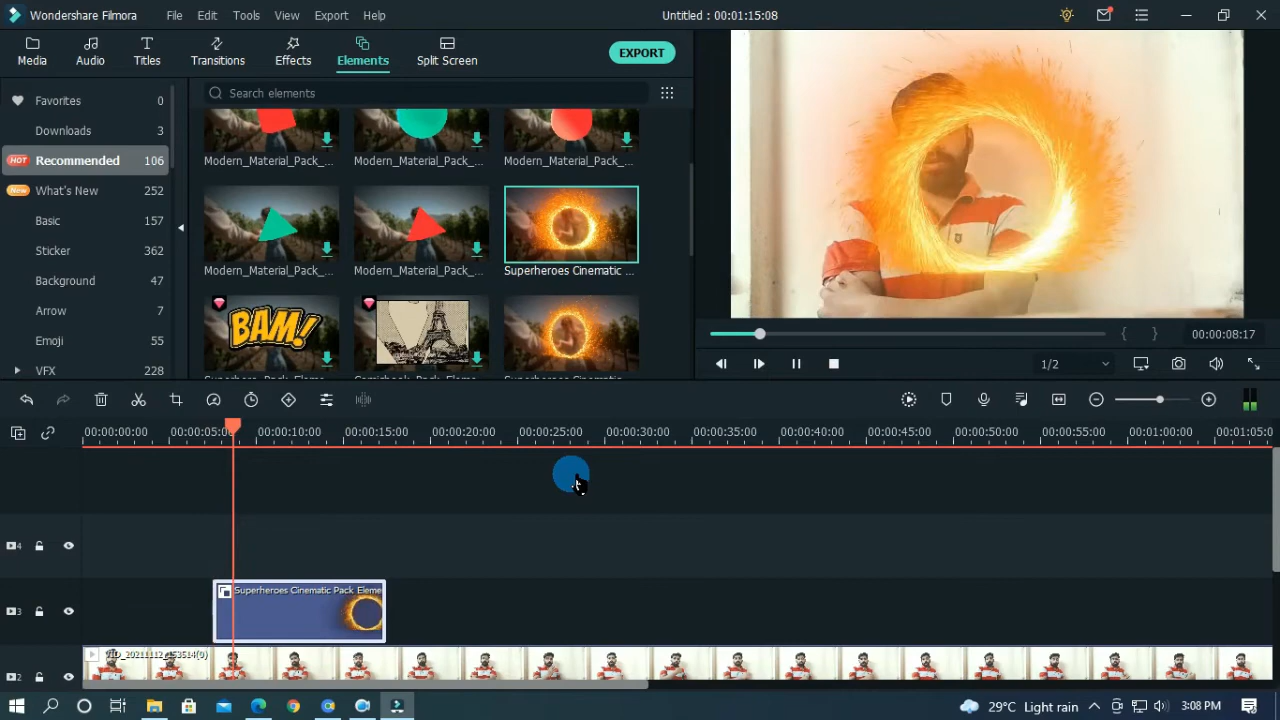 Wondershare Filmora
File Edit Tools View Export Help
Untitled : 00:01:15:08
Media
Audio
Titles
Transitions
Effects
Elements
Split Screen
EXPORT
Favorites 0
Downloads 3
HOT Recommended 106
New What's New 252
Basic 157
Sticker 362
Background 47
Arrow 7
Emoji 55
VFX 228
Search elements
Modern_Material_Pack_... Modern_Material_Pack_... Modern_Material_Pack_...
Modern_Material_Pack_... Modern_Material_Pack_... Superheroes Cinematic ...
BAM!
{ } 00:00:08:17
1/2
00:00:00:00 00:00:05:0 00:00:10:00 00:00:15:00 00:00:20:00 00:00:25:00 00:00:30:00 00:00:35:00 00:00:40:00 00:00:45:00 00:00:50:00 00:00:55:00 00:01:00:00 00:01:05:0
4
3
Superheroes Cinematic Pack Eleme
2
29°C Light rain
3:08 PM